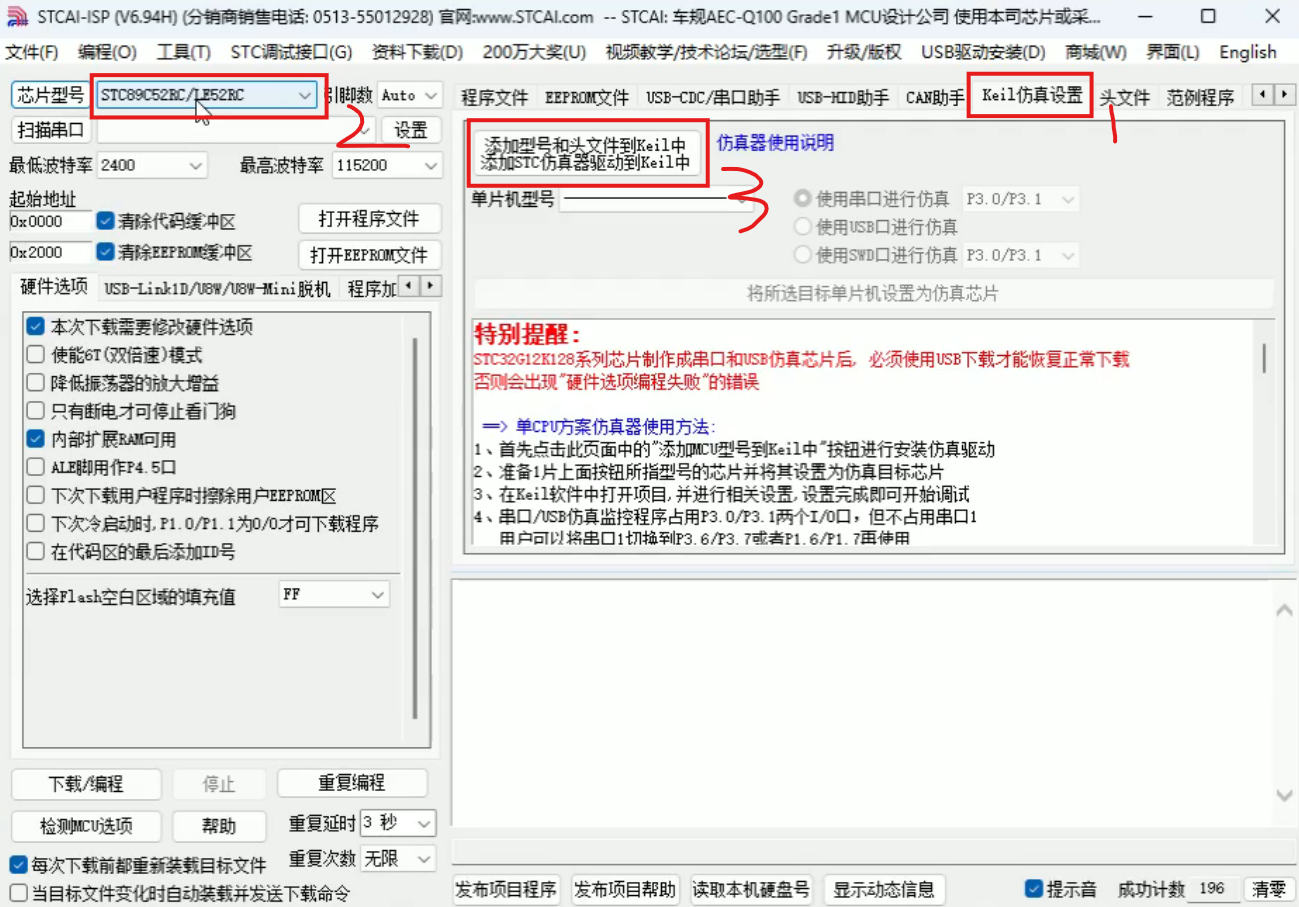 STCAI-ISP (V6.94H) (分销商销售电话: 0513-55012928) 官网:www.STCAI.com -- STCAI: 车规AEC-Q100 Grade1 MCU设计公司 使用本司芯片或采...
文件(F) 编程(O) 工具(T) STC调试接口(G) 资料下载(D) 200万大奖(U) 视频教学/技术论坛/选型(F) 升级/版权 USB驱动安装(D) 商城(W) 界面(L) English
芯片型号 STC89C52RC/LE52RC 引脚数 Auto
扫描串口 设置
2
最低波特率 2400 最高波特率 115200
起始地址
0x0000 清除代码缓冲区 打开程序文件
0x2000 清除EEPROM缓冲区 打开EEPROM文件
硬件选项 USB-Link1D/U8W/U8W-Mini脱机 程序加
本次下载需要修改硬件选项
使能6T(双倍速)模式
降低振荡器的放大增益
只有断电才可停止看门狗
内部扩展RAM可用
ALE脚用作P4.5口
下次下载用户程序时擦除用户EEPROM区
下次冷启动时,P1.0/P1.1为0/0才可下载程序
在代码区的最后添加ID号
选择Flash空白区域的填充值 FF
下载/编程 停止 重复编程
检测MCU选项 帮助 重复延时 3 秒
每次下载前都重新装载目标文件 重复次数 无限
当目标文件变化时自动装载并发送下载命令
程序文件 EEPROM文件 USB-CDC/串口助手 USB-HID助手 CAN助手 Keil仿真设置 头文件 范例程序
1
添加型号和头文件到Keil中
添加STC仿真器驱动到Keil中
仿真器使用说明
3
单片机型号 使用串口进行仿真 P3.0/P3.1
使用USB口进行仿真
使用SWD口进行仿真 P3.0/P3.1
将所选目标单片机设置为仿真芯片
特别提醒:
STC32G12K128系列芯片制作成串口和USB仿真芯片后, 必须使用USB下载才能恢复正常下载
否则会出现"硬件选项编程失败"的错误
==> 单CPU方案仿真器使用方法:
1、首先点击此页面中的"添加MCU型号到Keil中"按钮进行安装仿真驱动
2、准备1片上面按钮所指型号的芯片并将其设置为仿真目标芯片
3、在Keil软件中打开项目,并进行相关设置,设置完成即可开始调试
4、串口/USB仿真监控程序占用P3.0/P3.1两个I/O口，但不占用串口1
用户可以将串口1切换到P3.6/P3.7或者P1.6/P1.7再使用
发布项目程序 发布项目帮助 读取本机硬盘号 显示动态信息 提示音 成功计数 196 清零